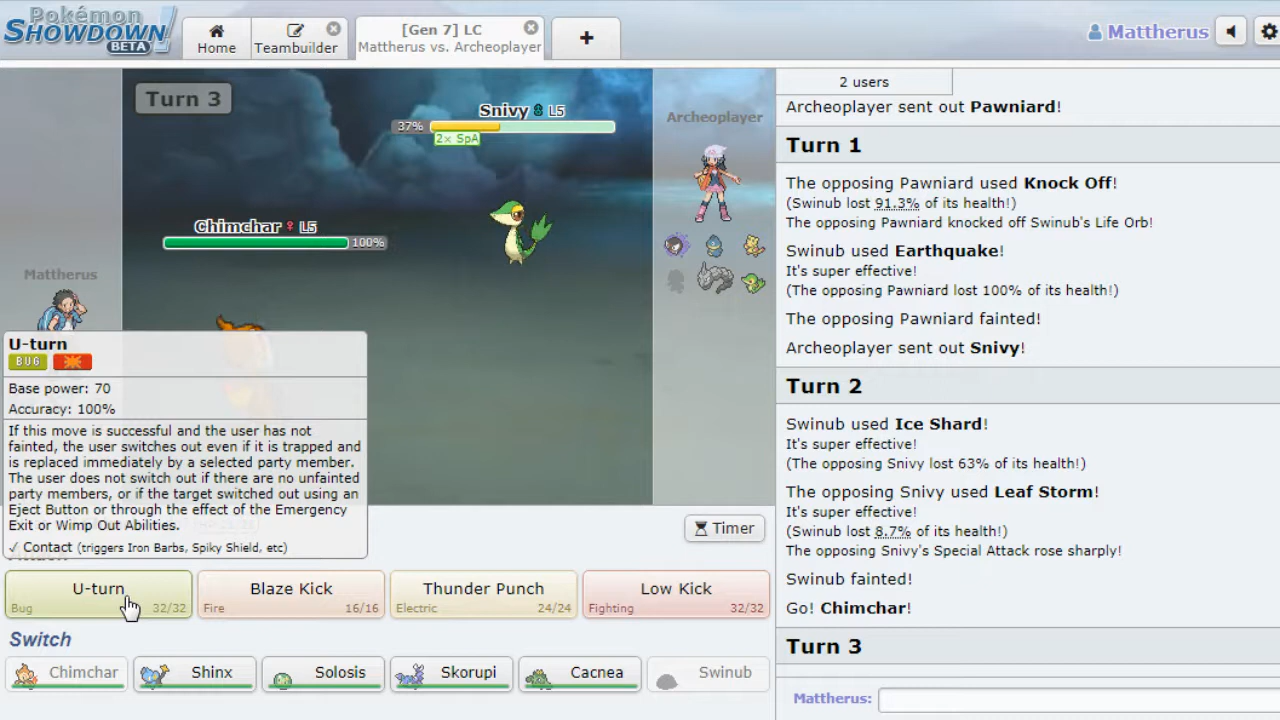 Pokémon
SHOWDOWN!
BETA
Home
Teambuilder
[Gen 7] LC
Mattherus vs. Archeoplayer
+
Mattherus
Turn 3
Snivy L5
37%
2× SpA
Chimchar ♀ L5
100%
Mattherus
Archeoplayer
U-turn
BUG
Base power: 70
Accuracy: 100%
If this move is successful and the user has not
fainted, the user switches out even if it is trapped and
is replaced immediately by a selected party member.
The user does not switch out if there are no unfainted
party members, or if the target switched out using an
Eject Button or through the effect of the Emergency
Exit or Wimp Out Abilities.
✓ Contact (triggers Iron Barbs, Spiky Shield, etc)
Timer
U-turn
Bug 32/32
Blaze Kick
Fire 16/16
Thunder Punch
Electric 24/24
Low Kick
Fighting 32/32
Switch
Chimchar
Shinx
Solosis
Skorupi
Cacnea
Swinub
2 users
Archeoplayer sent out Pawniard!
Turn 1
The opposing Pawniard used Knock Off!
(Swinub lost 91.3% of its health!)
The opposing Pawniard knocked off Swinub's Life Orb!
Swinub used Earthquake!
It's super effective!
(The opposing Pawniard lost 100% of its health!)
The opposing Pawniard fainted!
Archeoplayer sent out Snivy!
Turn 2
Swinub used Ice Shard!
It's super effective!
(The opposing Snivy lost 63% of its health!)
The opposing Snivy used Leaf Storm!
It's super effective!
(Swinub lost 8.7% of its health!)
The opposing Snivy's Special Attack rose sharply!
Swinub fainted!
Go! Chimchar!
Turn 3
Mattherus: